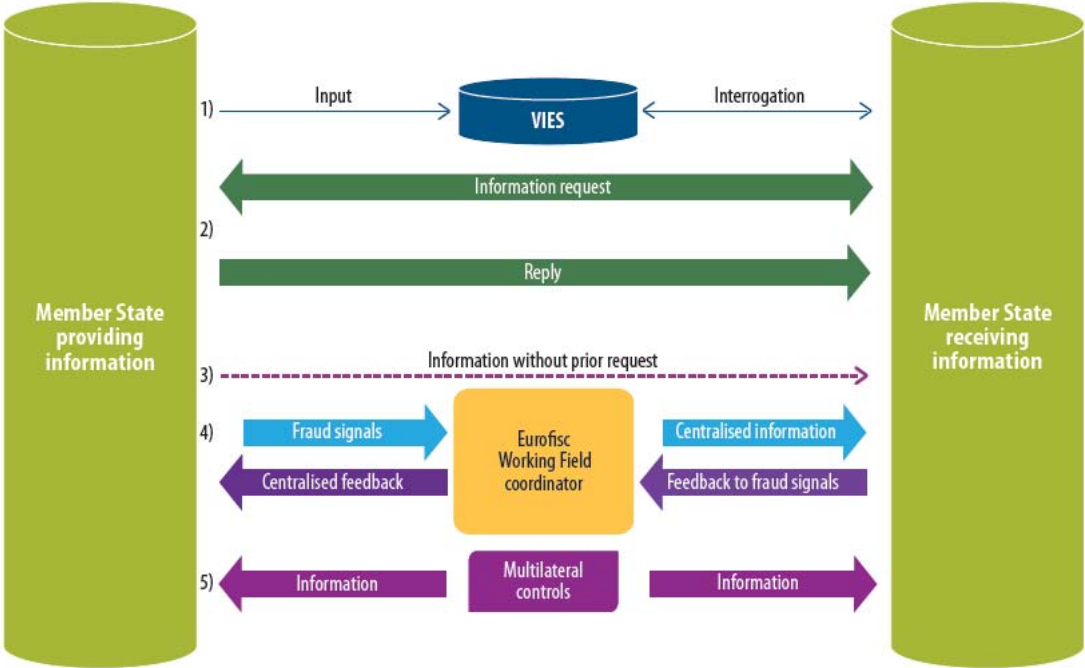 1)
Input
VIES
Interrogation
Information request
2)
Reply
Member State
providing
information
Member State
receiving
information
3)
Information without prior request
4)
Fraud signals
Eurofisc
Working Field
coordinator
Centralised information
Centralised feedback
Feedback to fraud signals
5)
Information
Multilateral
controls
Information